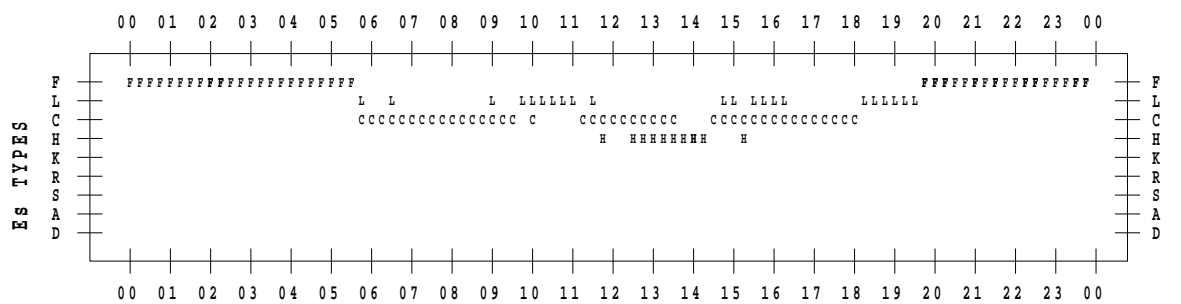 00 01 02 03 04 05 06 07 08 09 10 11 12 13 14 15 16 17 18 19 20 21 22 23 00
Es TYPES
F FFFFFFFFFFFFFFFFFFFFFFF FFFFFFFFFFFFFFFFF F
L L L L LLLLLL L LL LLLL LLLLLL L
C CCCCCCCCCCCCCCCC C CCCCCCCCCC CCCCCCCCCCCCCCC C
H H HHHHHHHH H H
K K
R R
S S
A A
D D
00 01 02 03 04 05 06 07 08 09 10 11 12 13 14 15 16 17 18 19 20 21 22 23 00